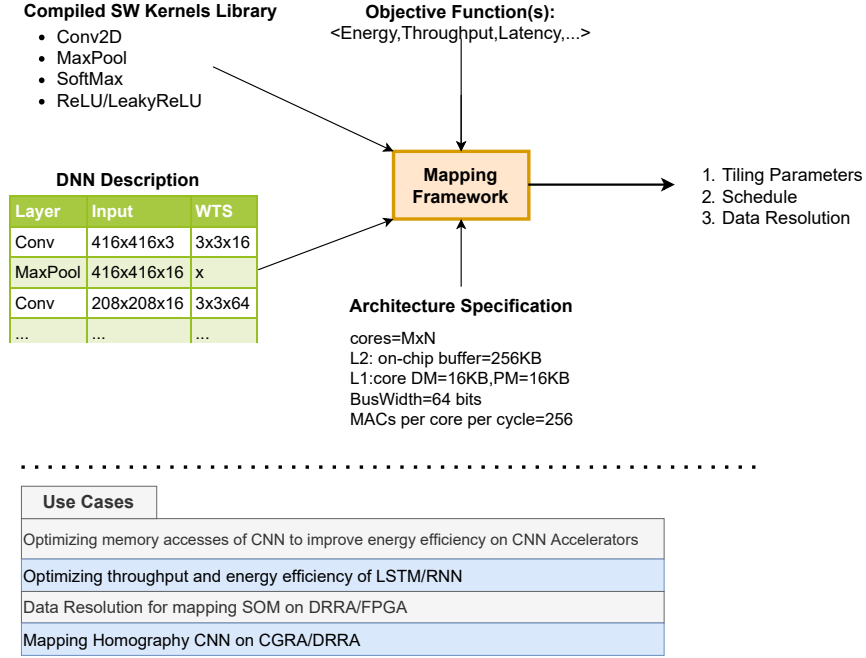 Compiled SW Kernels Library
• Conv2D
• MaxPool
• SoftMax
• ReLU/LeakyReLU
Objective Function(s):
<Energy,Throughput,Latency,...>
Mapping
Framework
1. Tiling Parameters
2. Schedule
3. Data Resolution
DNN Description
Layer Input WTS
Conv 416x416x3 3x3x16
MaxPool 416x416x16 x
Conv 208x208x16 3x3x64
... ... ...
Architecture Specification
cores=MxN
L2: on-chip buffer=256KB
L1:core DM=16KB,PM=16KB
BusWidth=64 bits
MACs per core per cycle=256
Use Cases
Optimizing memory accesses of CNN to improve energy efficiency on CNN Accelerators
Optimizing throughput and energy efficiency of LSTM/RNN
Data Resolution for mapping SOM on DRRA/FPGA
Mapping Homography CNN on CGRA/DRRA